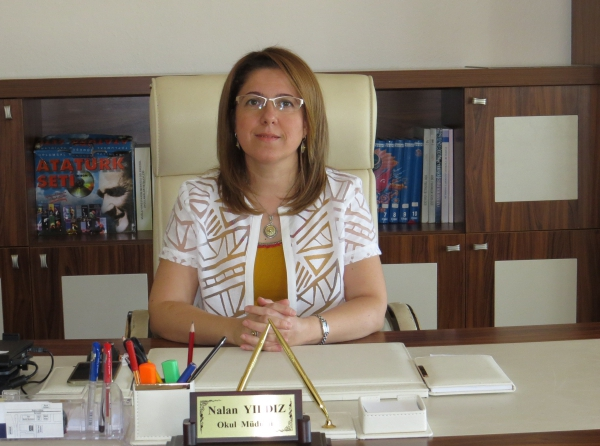 ATATÜRK
SETİ
Nalan YILDIZ
Okul Müdürü